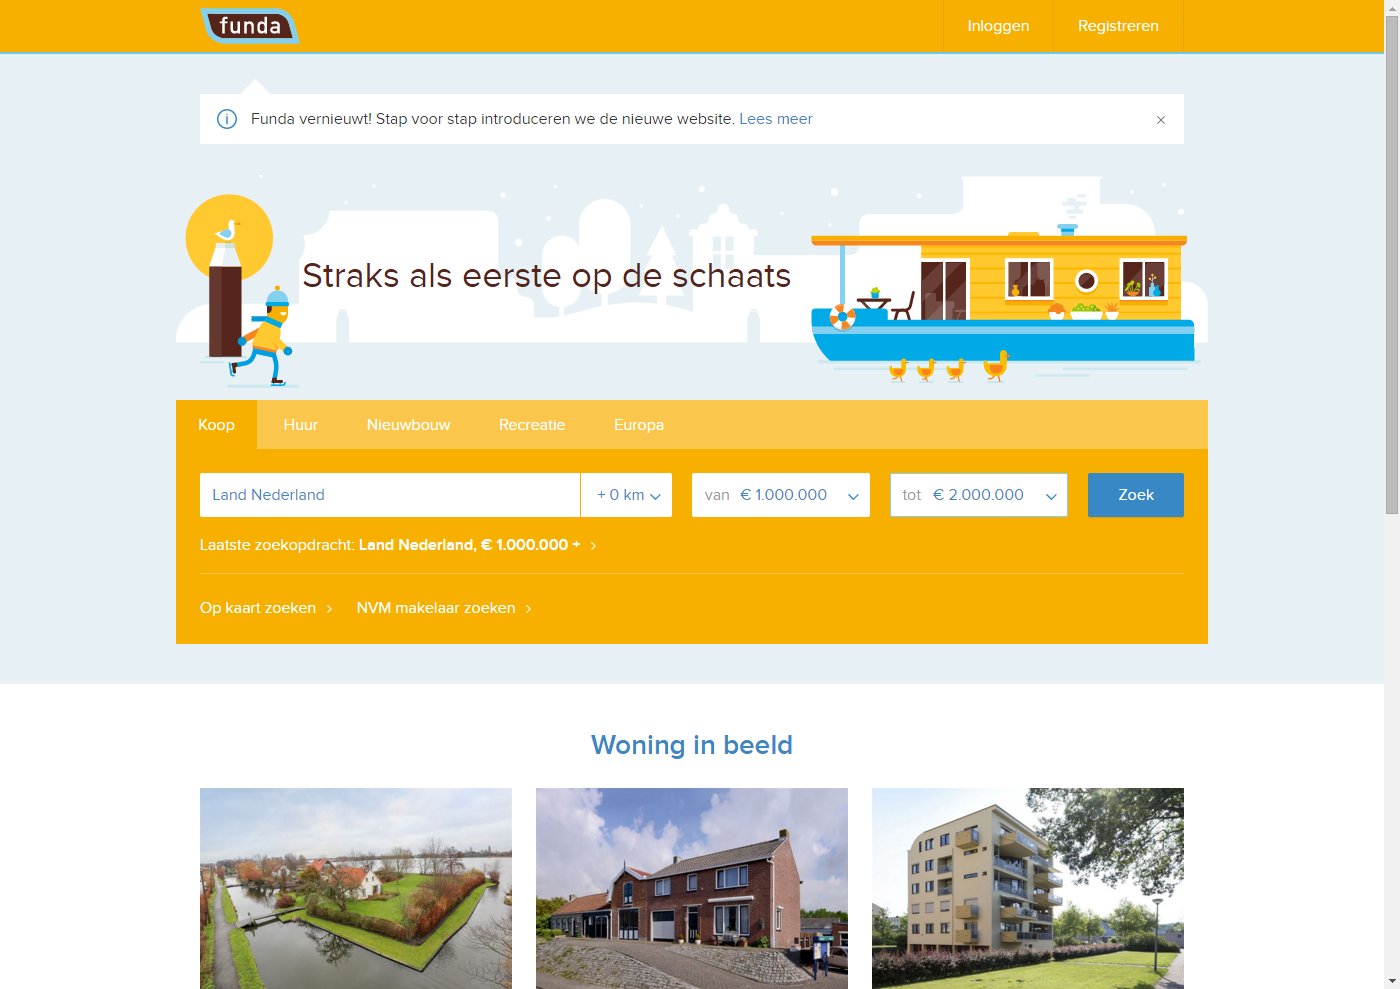 funda
Inloggen Registreren
Funda vernieuwt! Stap voor stap introduceren we de nieuwe website. Lees meer
Straks als eerste op de schaats
Koop Huur Nieuwbouw Recreatie Europa
Land Nederland + 0 km van € 1.000.000 tot € 2.000.000 Zoek
Laatste zoekopdracht: Land Nederland, € 1.000.000 +
Op kaart zoeken NVM makelaar zoeken
Woning in beeld